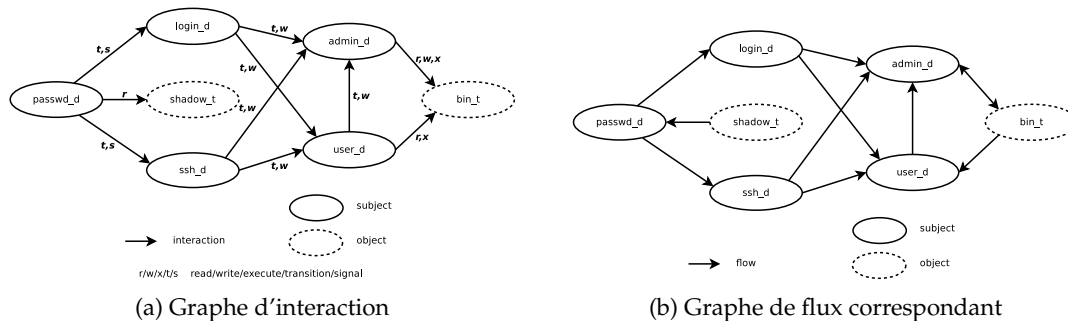 login_d
t,s
t,w
admin_d
r,w,x
t,w
passwd_d
r
shadow_t
t,w
t,w
bin_t
t,s
user_d
r,x
ssh_d
t,w
subject
interaction
object
r/w/x/t/s read/write/execute/transition/signal
(a) Graphe d'interaction
login_d
admin_d
passwd_d
shadow_t
bin_t
user_d
ssh_d
subject
flow
object
(b) Graphe de flux correspondant